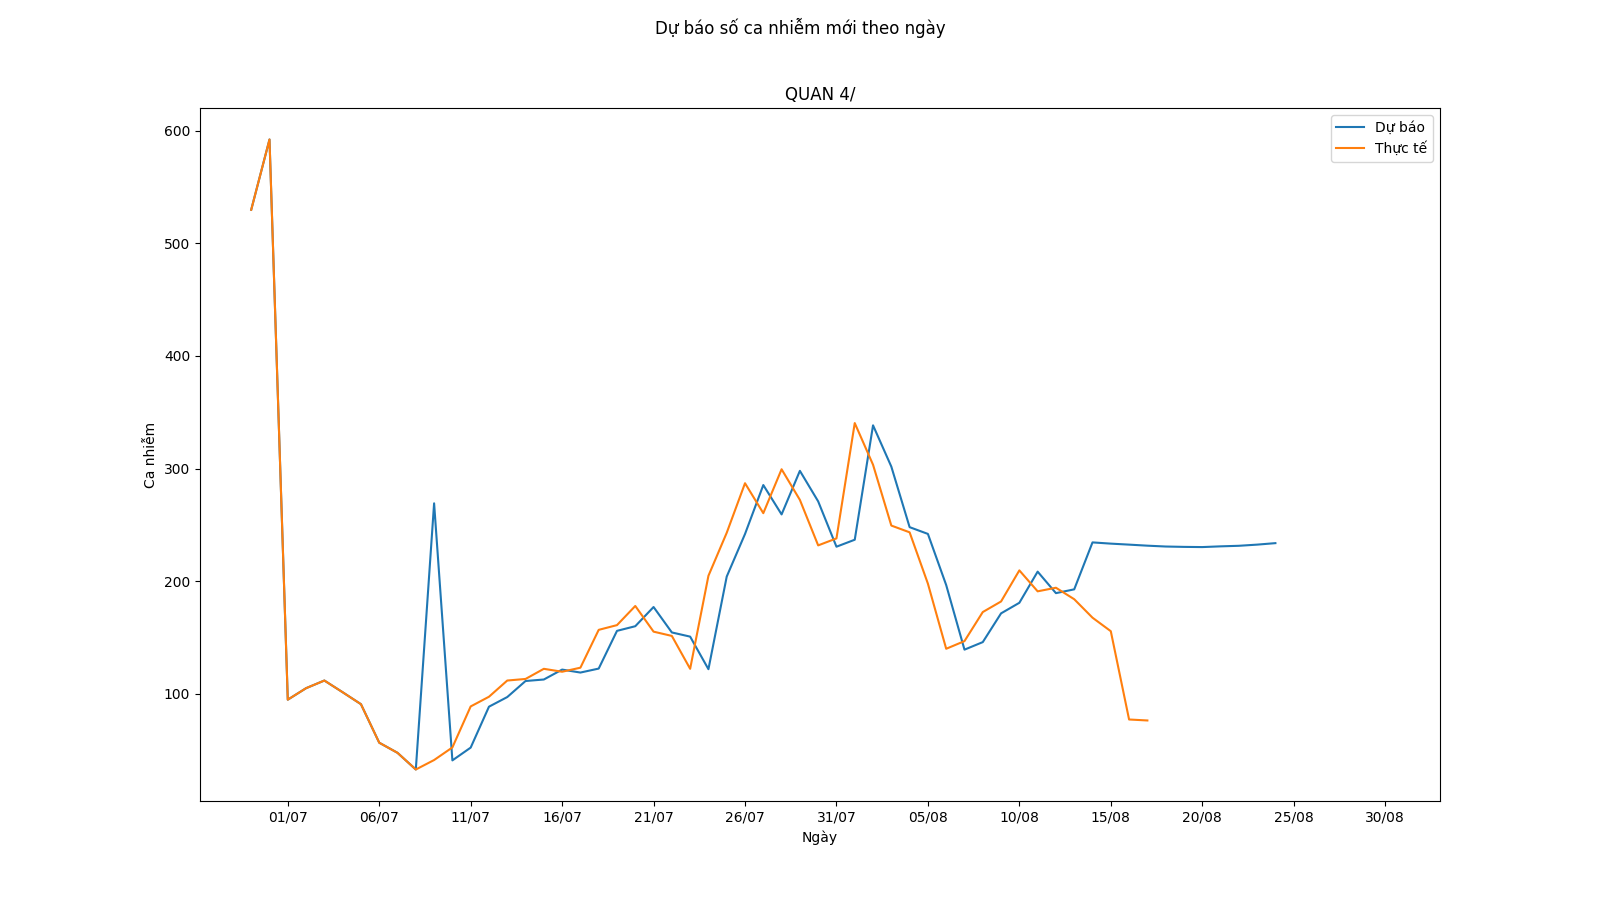 Dự báo số ca nhiễm mới theo ngày
QUAN 4/
Dự báo
Thực tế
600
500
400
300
200
100
Ca nhiễm
01/07 06/07 11/07 16/07 21/07 26/07 31/07 05/08 10/08 15/08 20/08 25/08 30/08
Ngày